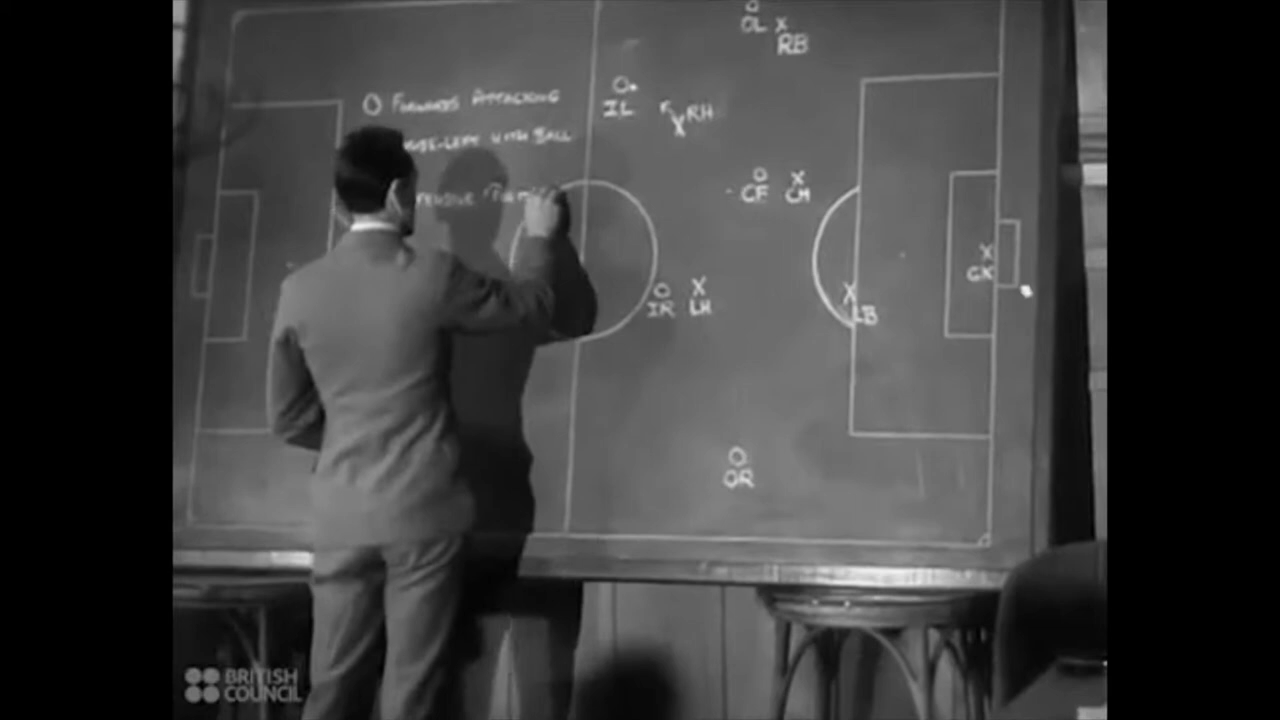 O
OL X
RB
O FORWARDS ATTACKING
O
IL X RH
WITH BALL
O X
CF CH
X
GK
O X
IR LH
X
LB
O
OR
BRITISH
COUNCIL